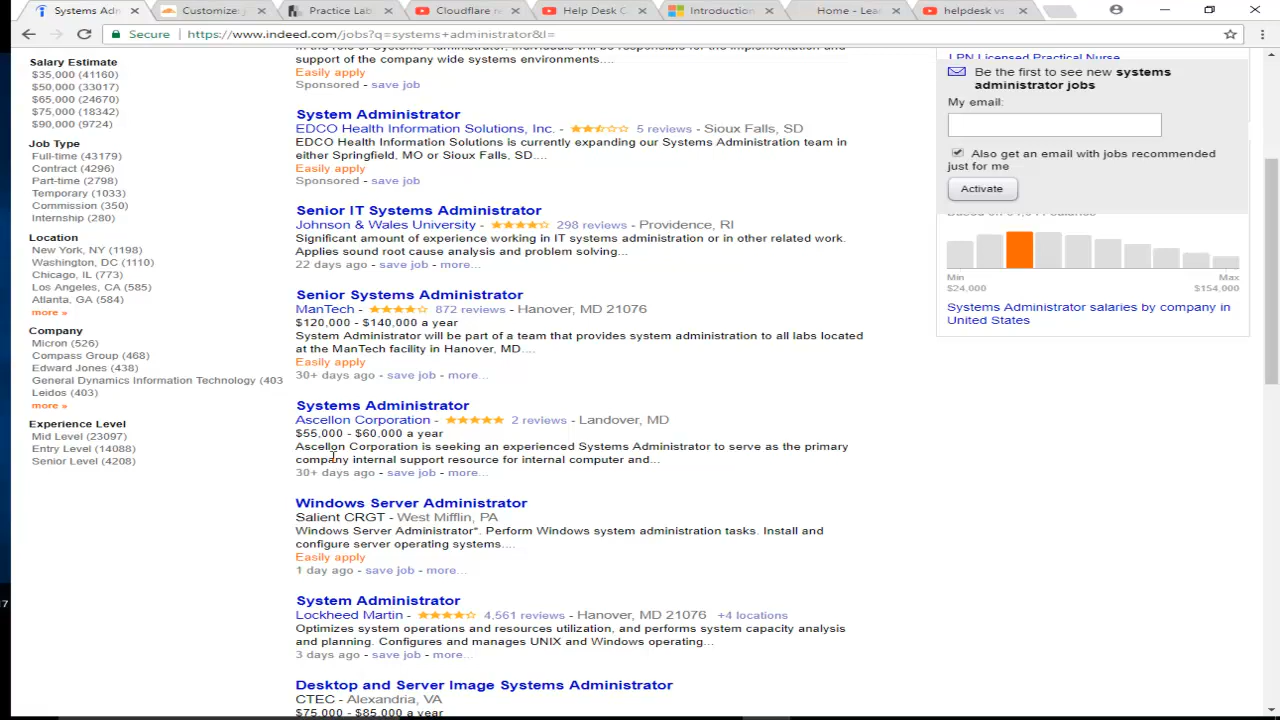 Systems Adn
Customize:
Practice Lab
Cloudflare r
Help Desk C
Introduction
Home - Lea
helpdesk vs
Secure
https://www.indeed.com/jobs?q=systems+administrator&l=
Salary Estimate
$35,000 (41160)
$50,000 (33017)
$65,000 (24670)
$75,000 (18342)
$90,000 (9724)
Job Type
Full-time (43179)
Contract (4296)
Part-time (2798)
Temporary (1033)
Commission (350)
Internship (280)
Location
New York, NY (1198)
Washington, DC (1110)
Chicago, IL (773)
Los Angeles, CA (585)
Atlanta, GA (584)
more »
Company
Micron (526)
Compass Group (468)
Edward Jones (438)
General Dynamics Information Technology (403
Leidos (403)
more »
Experience Level
Mid Level (23097)
Entry Level (14088)
Senior Level (4208)
support of the company wide systems environments....
Easily apply
Sponsored - save job
System Administrator
EDCO Health Information Solutions, Inc. - 5 reviews - Sioux Falls, SD
EDCO Health Information Solutions is currently expanding our Systems Administration team in
either Springfield, MO or Sioux Falls, SD....
Easily apply
Sponsored - save job
Senior IT Systems Administrator
Johnson & Wales University - 298 reviews - Providence, RI
Significant amount of experience working in IT systems administration or in other related work.
Applies sound root cause analysis and problem solving...
22 days ago - save job - more...
Senior Systems Administrator
ManTech - 872 reviews - Hanover, MD 21076
$120,000 - $140,000 a year
System Administrator will be part of a team that provides system administration to all labs located
at the ManTech facility in Hanover, MD....
Easily apply
30+ days ago - save job - more...
Systems Administrator
Ascellon Corporation - 2 reviews - Landover, MD
$55,000 - $60,000 a year
Ascellon Corporation is seeking an experienced Systems Administrator to serve as the primary
company internal support resource for internal computer and...
30+ days ago - save job - more...
Windows Server Administrator
Salient CRGT - West Mifflin, PA
Windows Server Administrator*. Perform Windows system administration tasks. Install and
configure server operating systems....
Easily apply
1 day ago - save job - more...
System Administrator
Lockheed Martin - 4,561 reviews - Hanover, MD 21076 +4 locations
Optimizes system operations and resources utilization, and performs system capacity analysis
and planning. Configures and manages UNIX and Windows operating...
3 days ago - save job - more...
Desktop and Server Image Systems Administrator
CTEC - Alexandria, VA
$75,000 - $85,000 a year
LPN Licensed Practical Nurse
Be the first to see new systems
administrator jobs
My email:
Also get an email with jobs recommended
just for me
Activate
Min Max
$24,000 $154,000
Systems Administrator salaries by company in
United States